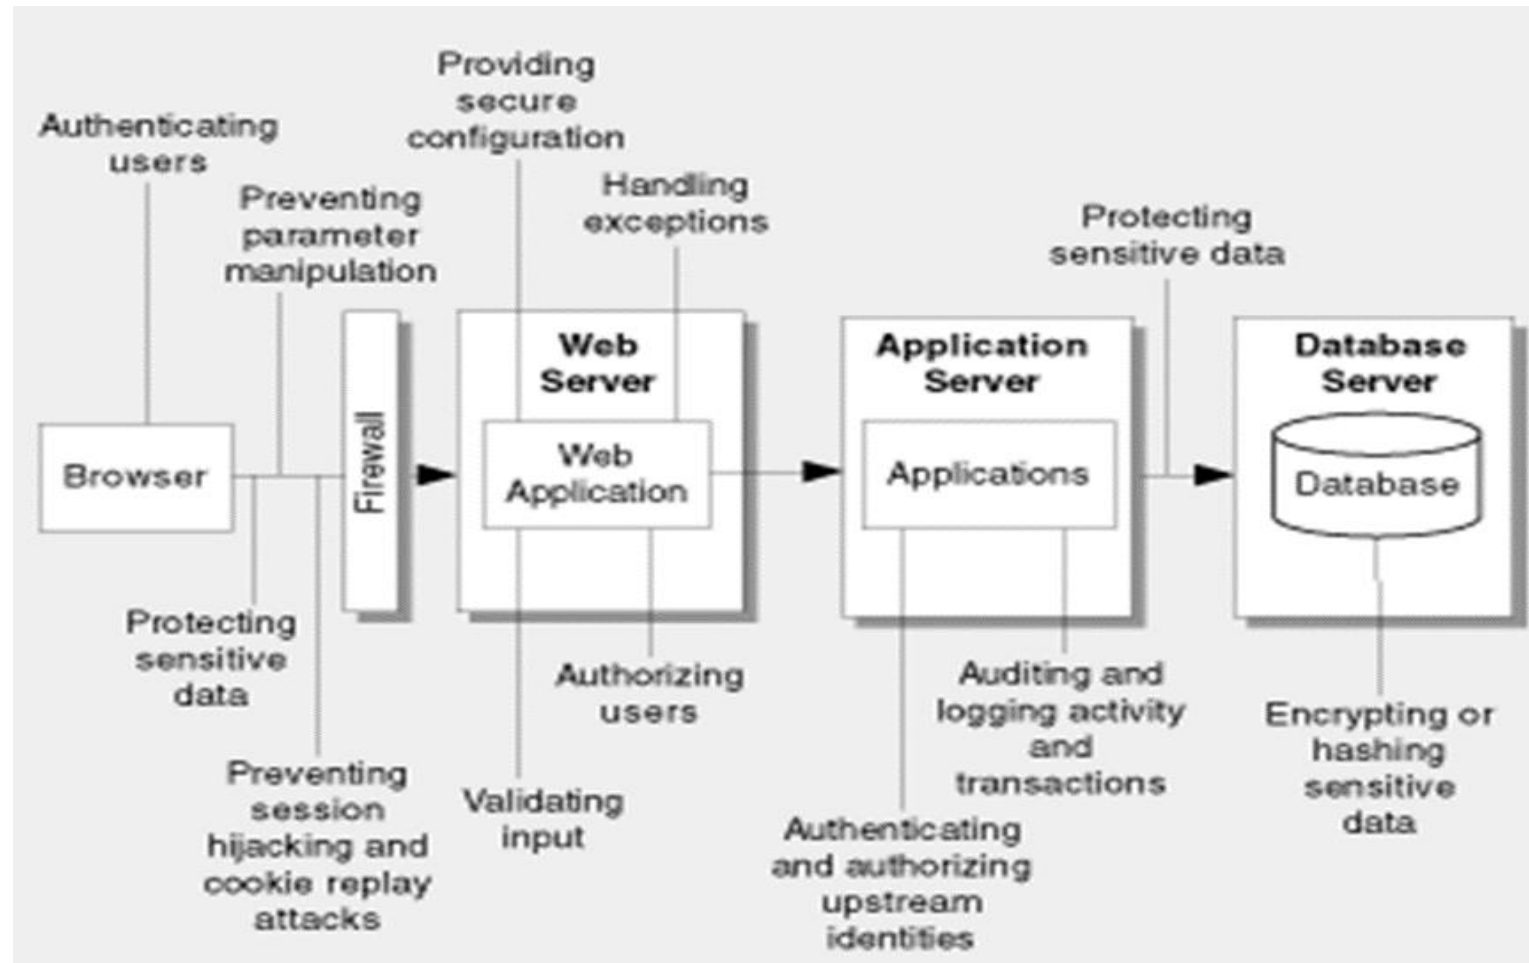 Providing
secure
configuration
Authenticating
users
Handling
exceptions
Preventing
parameter
manipulation
Protecting
sensitive data
Web
Server
Application
Server
Database
Server
Browser
Firewall
Web
Application
Applications
Database
Protecting
sensitive
data
Authorizing
users
Auditing and
logging activity
and
transactions
Encrypting or
hashing
sensitive
data
Preventing
session
hijacking and
cookie replay
attacks
Validating
input
Authenticating
and authorizing
upstream
identities